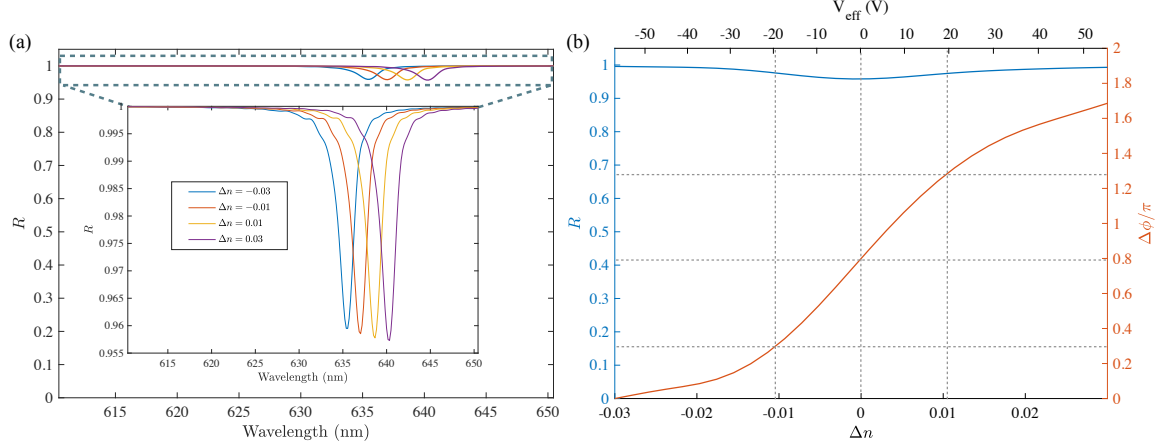 (a)
1
0.9
0.8
0.7
0.6
0.5
0.4
0.3
0.2
0.1
0
R
615 620 625 630 635 640 645 650
Wavelength (nm)
1
0.995
0.99
0.985
0.98
0.975
0.97
0.965
0.96
0.955
R
615 620 625 630 635 640 645 650
Wavelength (nm)
Δn = −0.03
Δn = −0.01
Δn = 0.01
Δn = 0.03
(b)
V_eff (V)
-50 -40 -30 -20 -10 0 10 20 30 40 50
1
0.9
0.8
0.7
0.6
0.5
0.4
0.3
0.2
0.1
0
R
-0.03 -0.02 -0.01 0 0.01 0.02
Δn
2
1.8
1.6
1.4
1.2
1
0.8
0.6
0.4
0.2
0
Δϕ/π